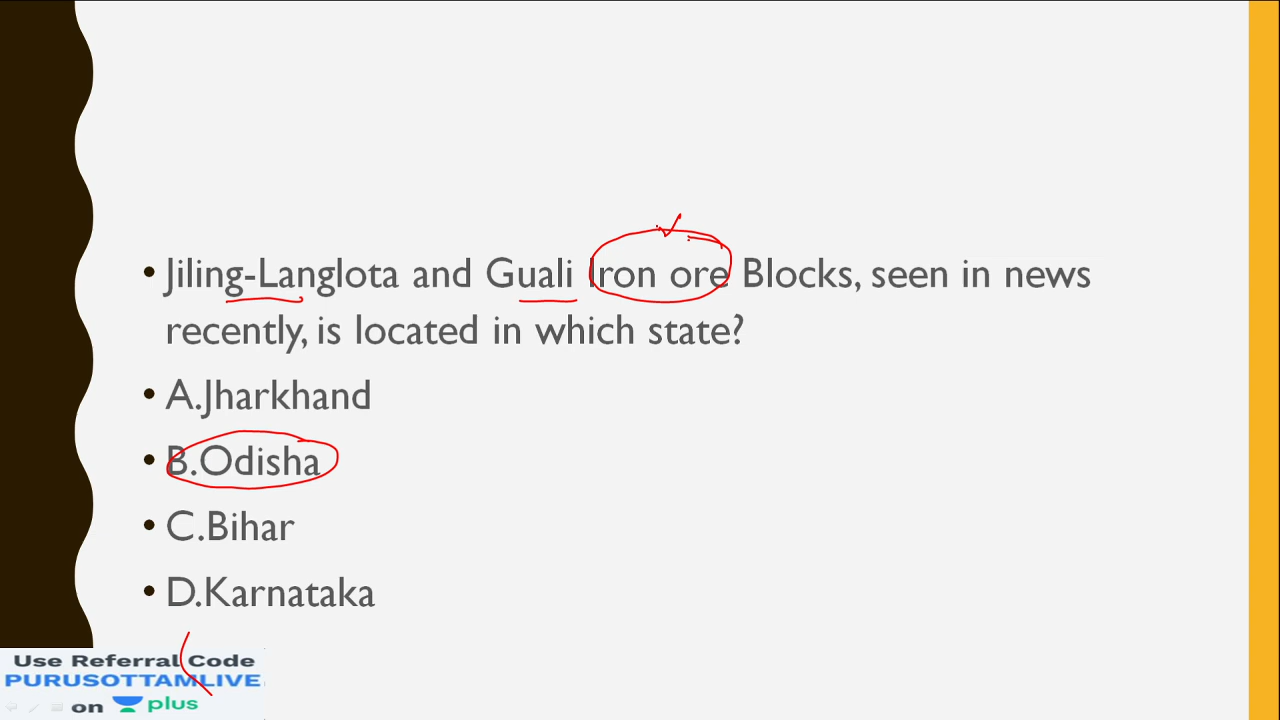 • Jiling-Langlota and Guali Iron ore Blocks, seen in news
recently, is located in which state?
• A.Jharkhand
• B.Odisha
• C.Bihar
• D.Karnataka
Use Referral Code
PURUSOTTAMLIVE
on plus